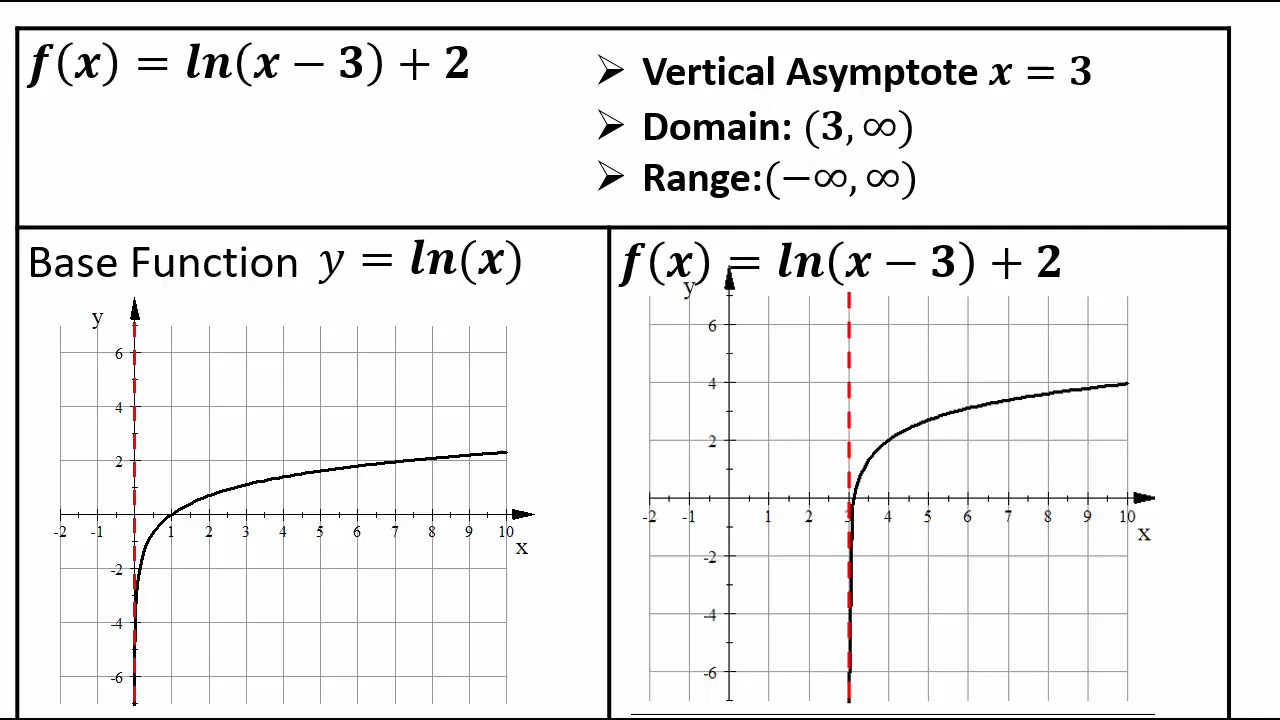 f(x) = ln(x − 3) + 2
➢ Vertical Asymptote x = 3
➢ Domain: (3, ∞)
➢ Range:(−∞, ∞)
Base Function y = ln(x)
y
6
4
2
-2 -1 1 2 3 4 5 6 7 8 9 10
x
-2
-4
-6
f(x) = ln(x − 3) + 2
y
6
4
2
-2 -1 1 2 3 4 5 6 7 8 9 10
x
-2
-4
-6